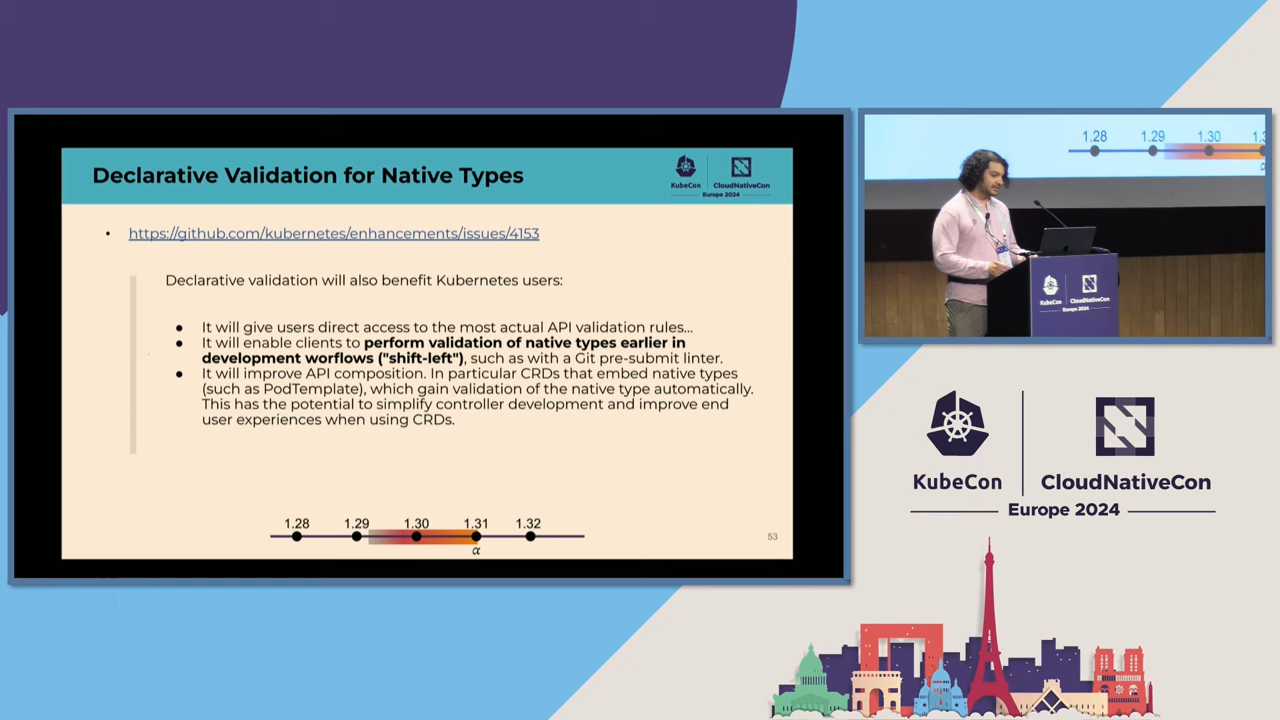 Declarative Validation for Native Types
KubeCon
CloudNativeCon
Europe 2024
• https://github.com/kubernetes/enhancements/issues/4153
Declarative validation will also benefit Kubernetes users:
● It will give users direct access to the most actual API validation rules...
● It will enable clients to perform validation of native types earlier in
development worflows ("shift-left"), such as with a Git pre-submit linter.
● It will improve API composition. In particular CRDs that embed native types
(such as PodTemplate), which gain validation of the native type automatically.
This has the potential to simplify controller development and improve end
user experiences when using CRDs.
1.28 1.29 1.30 1.31 1.32
α
53
1.28 1.29 1.30 1.3
KubeCon
CloudNativeCon
Europe 2024
KubeCon
CloudNativeCon
Europe 2024